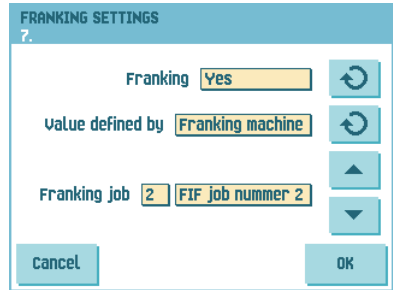 FRANKING SETTINGS
7.
Franking Yes
Value defined by Franking machine
Franking job 2 FIF job nummer 2
Cancel OK